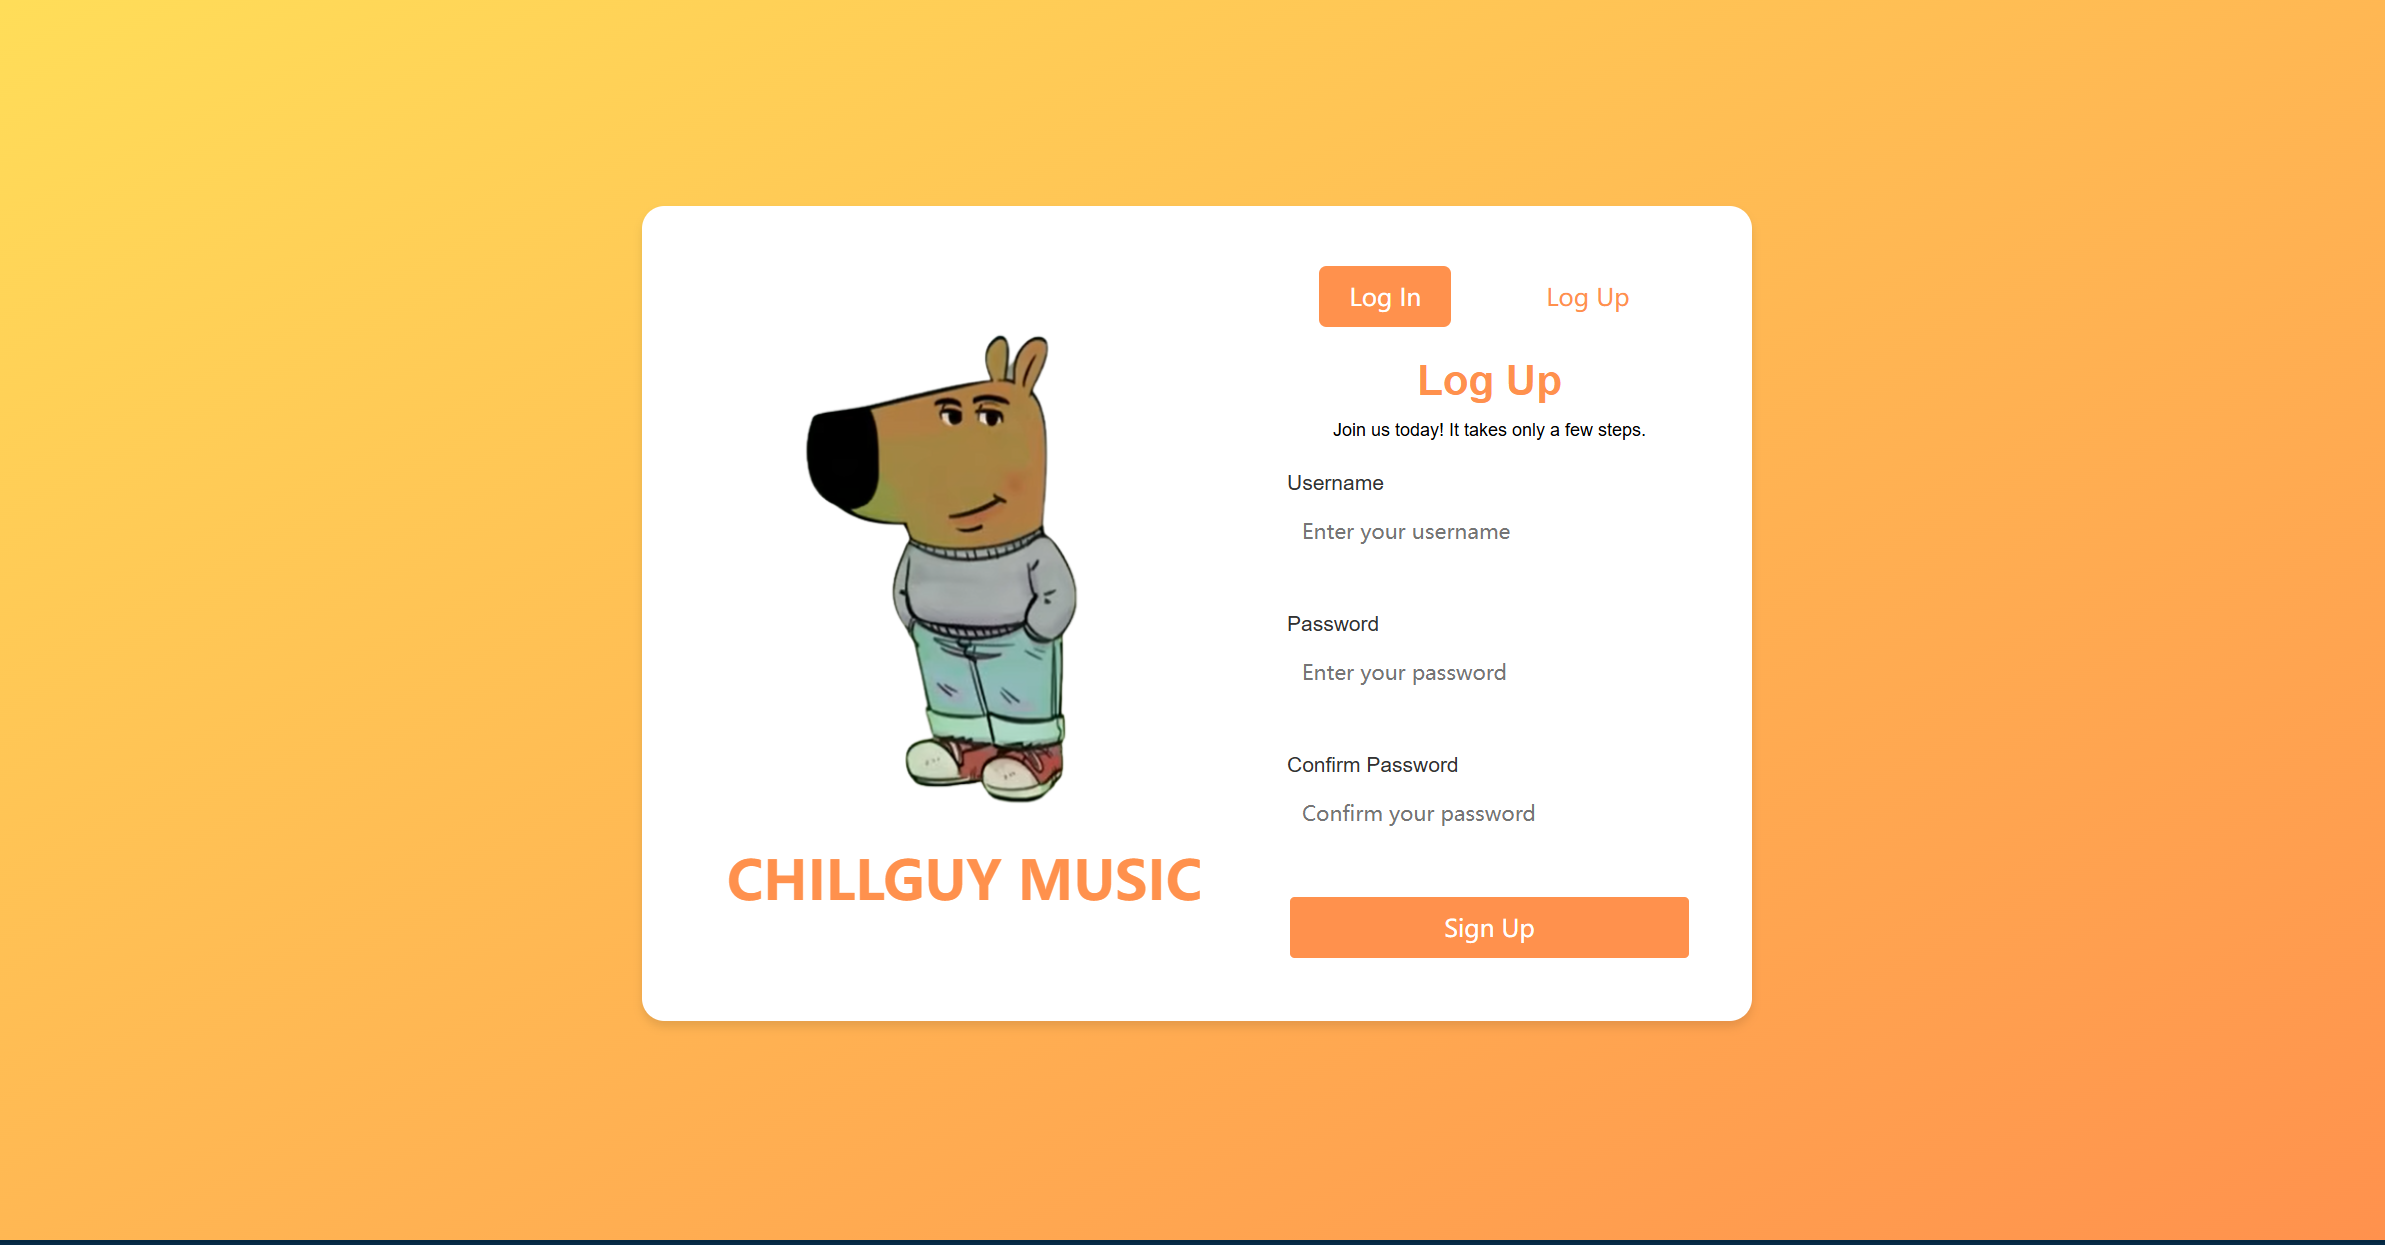 CHILLGUY MUSIC
Log In
Log Up
Log Up
Join us today! It takes only a few steps.
Username
Enter your username
Password
Enter your password
Confirm Password
Confirm your password
Sign Up